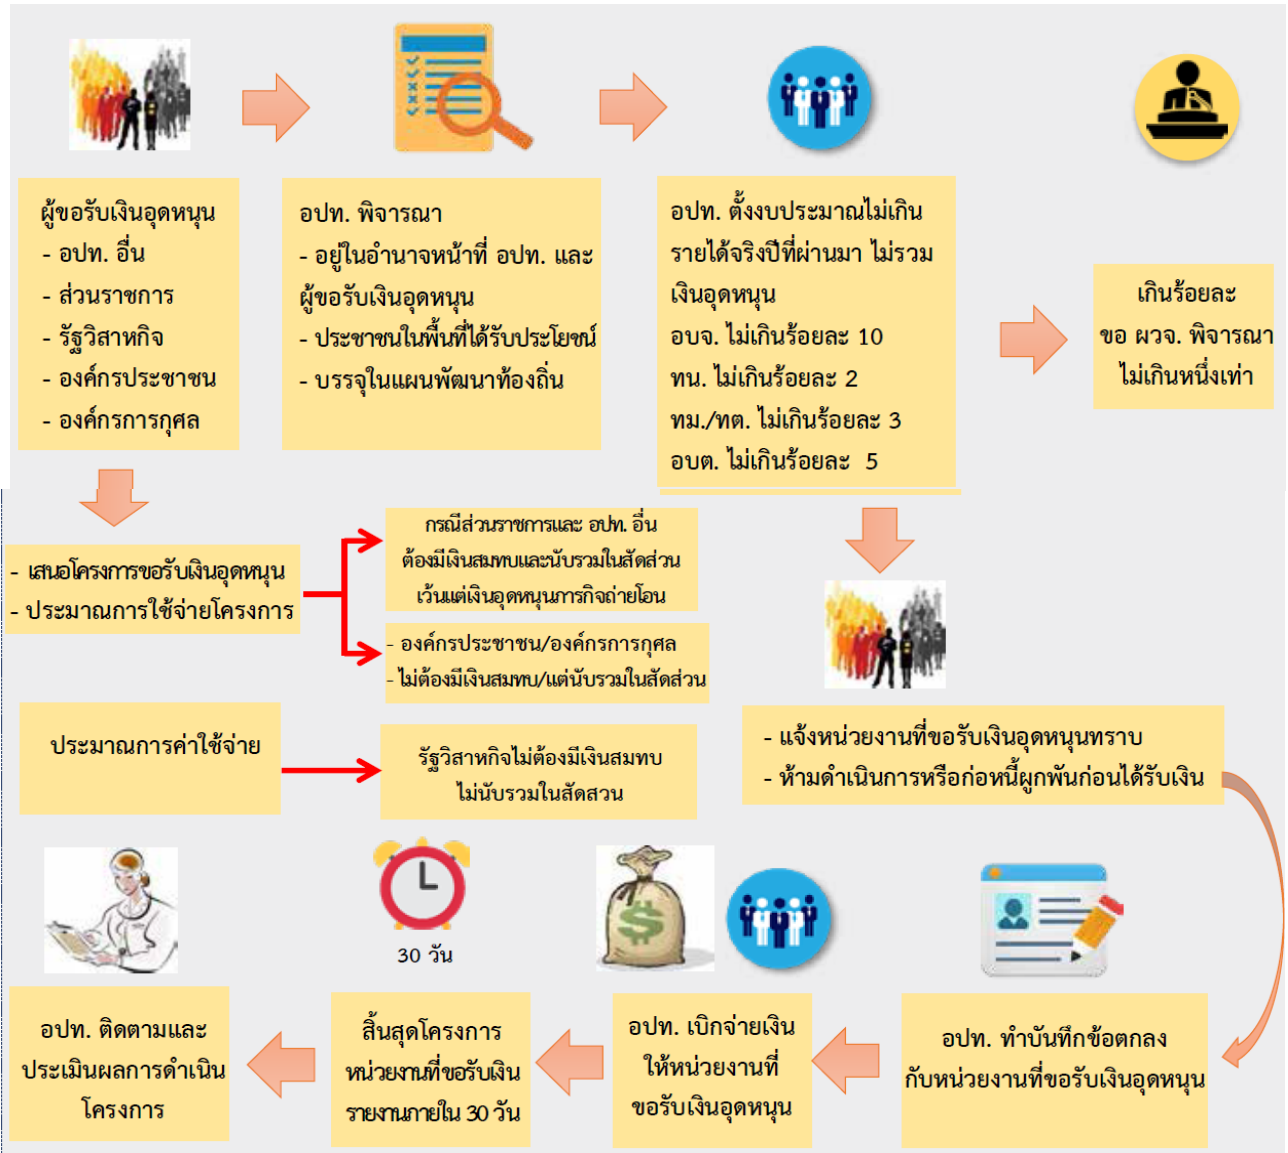 ผู้ขอรับเงินอุดหนุน
- อปท. อื่น
- ส่วนราชการ
- รัฐวิสาหกิจ
- องค์กรประชาชน
- องค์กรการกุศล
อปท. พิจารณา
- อยู่ในอำนาจหน้าที่ อปท. และ
ผู้ขอรับเงินอุดหนุน
- ประชาชนในพื้นที่ได้รับประโยชน์
- บรรจุในแผนพัฒนาท้องถิ่น
อปท. ตั้งงบประมาณไม่เกิน
รายได้จริงปีที่ผ่านมา ไม่รวม
เงินอุดหนุน
อบจ. ไม่เกินร้อยละ 10
ทน. ไม่เกินร้อยละ 2
ทม./ทต. ไม่เกินร้อยละ 3
อบต. ไม่เกินร้อยละ 5
เกินร้อยละ
ขอ ผวจ. พิจารณา
ไม่เกินหนึ่งเท่า
- เสนอโครงการขอรับเงินอุดหนุน
- ประมาณการใช้จ่ายโครงการ
กรณีส่วนราชการและ อปท. อื่น
ต้องมีเงินสมทบและนับรวมในสัดส่วน
เว้นแต่เงินอุดหนุนภารกิจถ่ายโอน
- องค์กรประชาชน/องค์กรการกุศล
- ไม่ต้องมีเงินสมทบ/แต่นับรวมในสัดส่วน
ประมาณการค่าใช้จ่าย
รัฐวิสาหกิจไม่ต้องมีเงินสมทบ
ไม่นับรวมในสัดสวน
- แจ้งหน่วยงานที่ขอรับเงินอุดหนุนทราบ
- ห้ามดำเนินการหรือก่อหนี้ผูกพันก่อนได้รับเงิน
30 วัน
อปท. ติดตามและ
ประเมินผลการดำเนิน
โครงการ
สิ้นสุดโครงการ
หน่วยงานที่ขอรับเงิน
รายงานภายใน 30 วัน
อปท. เบิกจ่ายเงิน
ให้หน่วยงานที่
ขอรับเงินอุดหนุน
อปท. ทำบันทึกข้อตกลง
กับหน่วยงานที่ขอรับเงินอุดหนุน